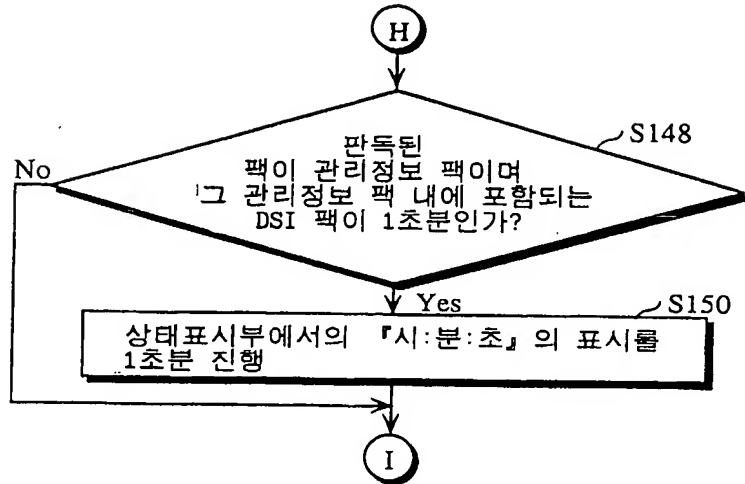 H
S148
판독된
팩이 관리정보 팩이며
그 관리정보 팩 내에 포함되는
DSI 팩이 1초분인가?
No
Yes
S150
상태표시부에서의 『시:분:초』의 표시를
1초분 진행
I